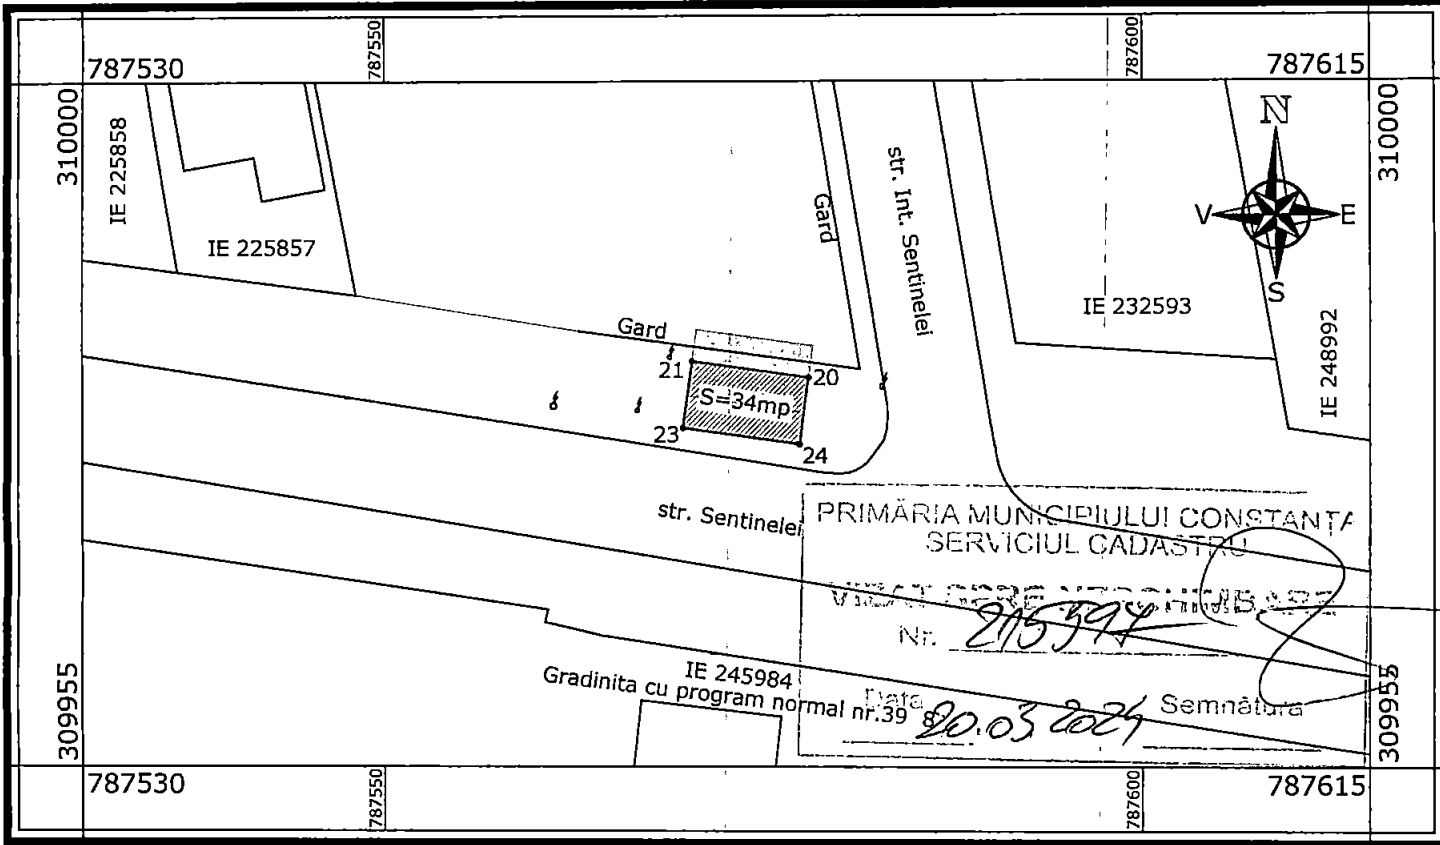 787550
787600
787530
787615
310000
310000
IE 225858
IE 225857
Gard
str. Int. Sentinelei
N
V
E
S
IE 232593
IE 248992
Gard
21
20
S=34mp
23
24
str. Sentinelei
PRIMĂRIA MUNICIPIULUI CONSTANȚA
SERVICIUL CADASTRU
Nr. 215594
IE 245984
Gradinita cu program normal nr.39
Data 20.03.2024
Semnătura
309955
309955
787530
787615
787550
787600